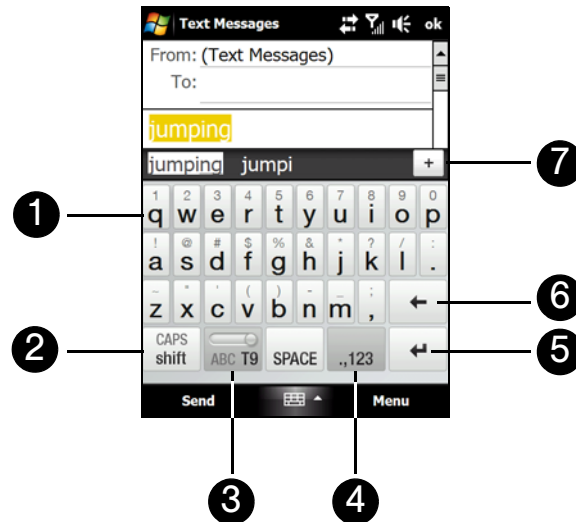 Text Messages ok
From: (Text Messages)
To:
jumping
jumping jumpi +
7
1 2 3 4 5 6 7 8 9 0
q w e r t y u i o p
1
! @ # $ % & " ? / :
a s d f g h j k l .
~ " ' ( ) - _ ;
z x c v b n m , ←
6
CAPS
shift ABC T9 SPACE .,123 ↵
2
5
Send Menu
3 4